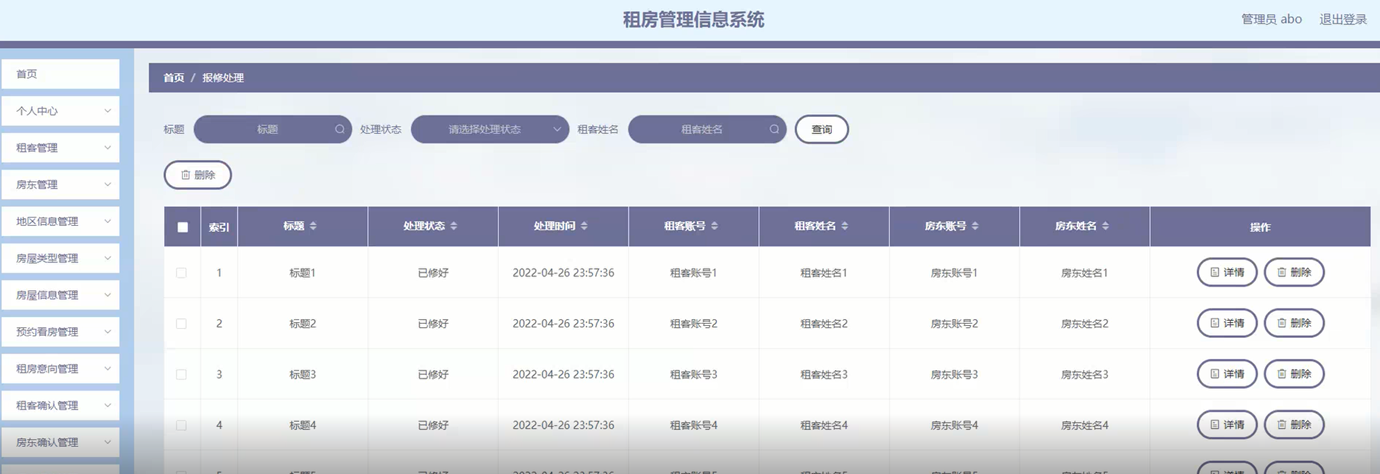 租房管理信息系统
管理员 abo 退出登录
首页
个人中心
租客管理
房东管理
地区信息管理
房屋类型管理
房屋信息管理
预约看房管理
租房意向管理
租客确认管理
房东确认管理
首页 / 报修处理
标题 标题 处理状态 请选择处理状态 租客姓名 租客姓名 查询
删除
索引 标题 处理状态 处理时间 租客账号 租客姓名 房东账号 房东姓名 操作
1 标题1 已修好 2022-04-26 23:57:36 租客账号1 租客姓名1 房东账号1 房东姓名1 详情 删除
2 标题2 已修好 2022-04-26 23:57:36 租客账号2 租客姓名2 房东账号2 房东姓名2 详情 删除
3 标题3 已修好 2022-04-26 23:57:36 租客账号3 租客姓名3 房东账号3 房东姓名3 详情 删除
4 标题4 已修好 2022-04-26 23:57:36 租客账号4 租客姓名4 房东账号4 房东姓名4 详情 删除